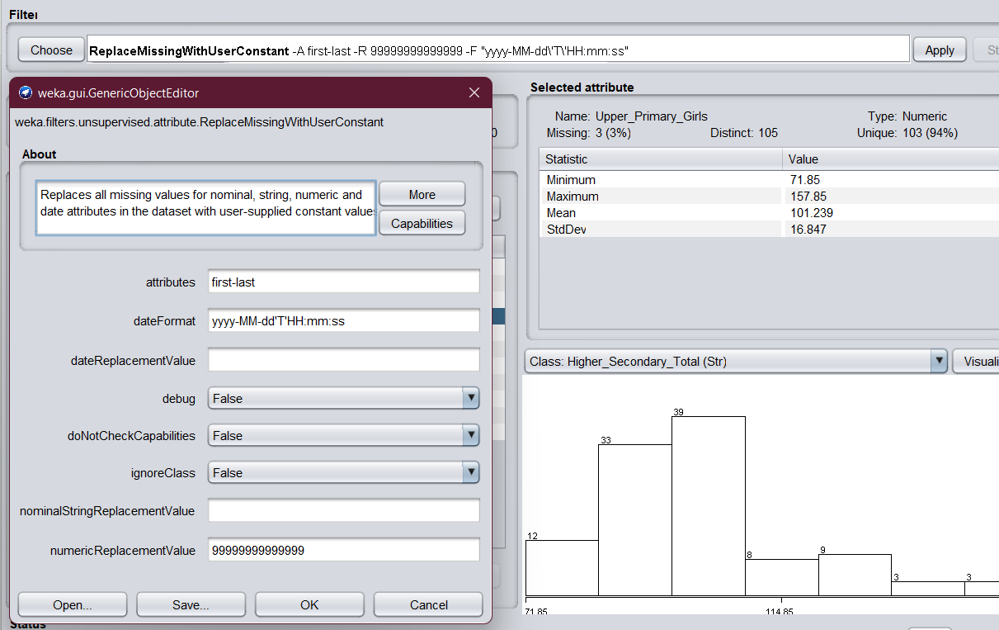 Filter
Choose
ReplaceMissingWithUserConstant -A first-last -R 99999999999999 -F "yyyy-MM-dd\'T\'HH:mm:ss"
Apply
St
weka.gui.GenericObjectEditor
weka.filters.unsupervised.attribute.ReplaceMissingWithUserConstant
About
Replaces all missing values for nominal, string, numeric and
date attributes in the dataset with user-supplied constant value
More
Capabilities
attributes first-last
dateFormat yyyy-MM-dd'T'HH:mm:ss
dateReplacementValue
debug False
doNotCheckCapabilities False
ignoreClass False
nominalStringReplacementValue
numericReplacementValue 99999999999999
Open... Save... OK Cancel
0
Selected attribute
Name: Upper_Primary_Girls Type: Numeric
Missing: 3 (3%) Distinct: 105 Unique: 103 (94%)
Statistic Value
Minimum 71.85
Maximum 157.85
Mean 101.239
StdDev 16.847
Class: Higher_Secondary_Total (Str)
Visuali
39
33
12
9
8
3
3
71.85 114.85
Status